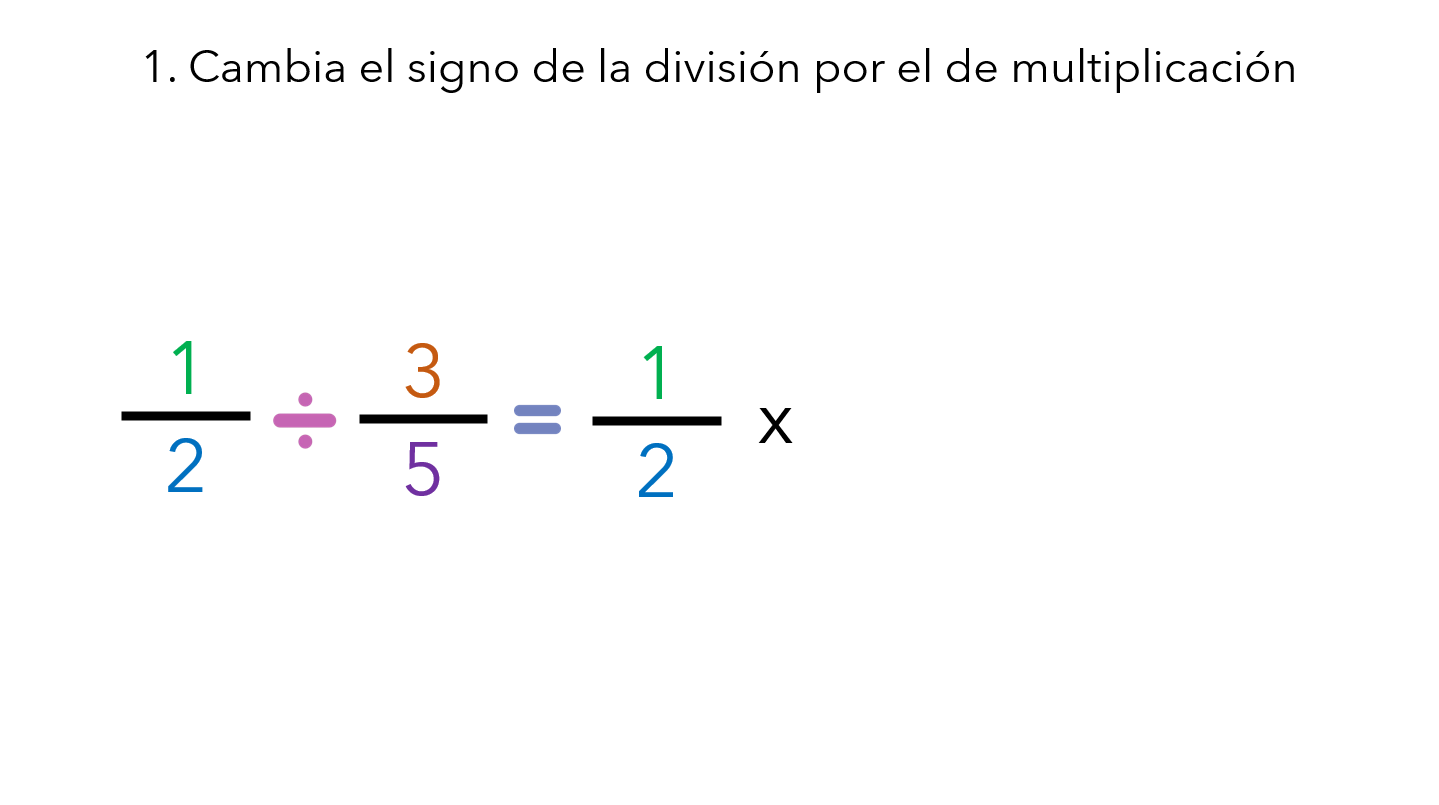 1. Cambia el signo de la división por el de multiplicación
1 3 1
÷ = x
2 5 2